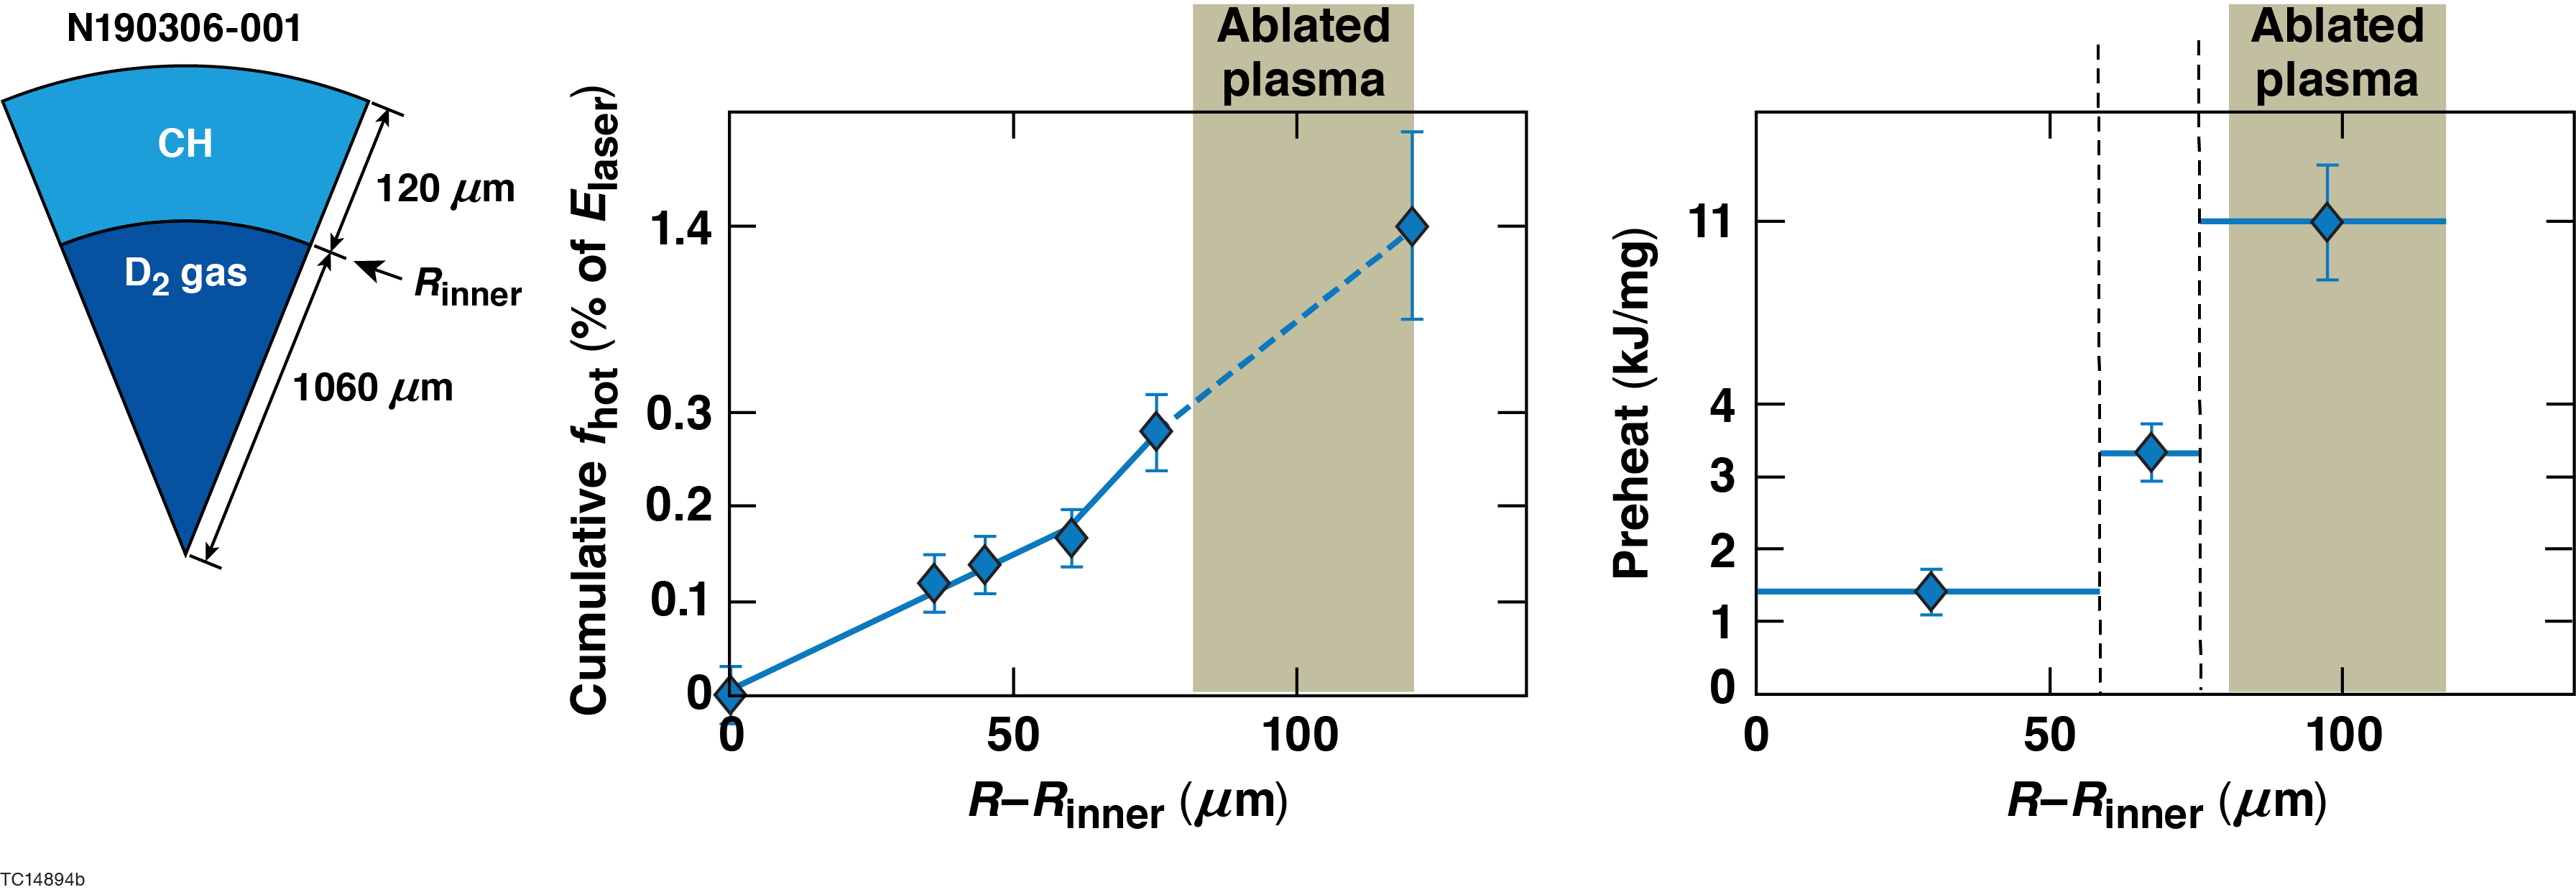 N190306-001
CH
120 μm
D2 gas
Rinner
1060 μm
Ablated
plasma
Cumulative fhot (% of Elaser)
1.4
0.3
0.2
0.1
0
0
50
100
R–Rinner (μm)
Ablated
plasma
Preheat (kJ/mg)
11
4
3
2
1
0
0
50
100
R–Rinner (μm)
TC14894b